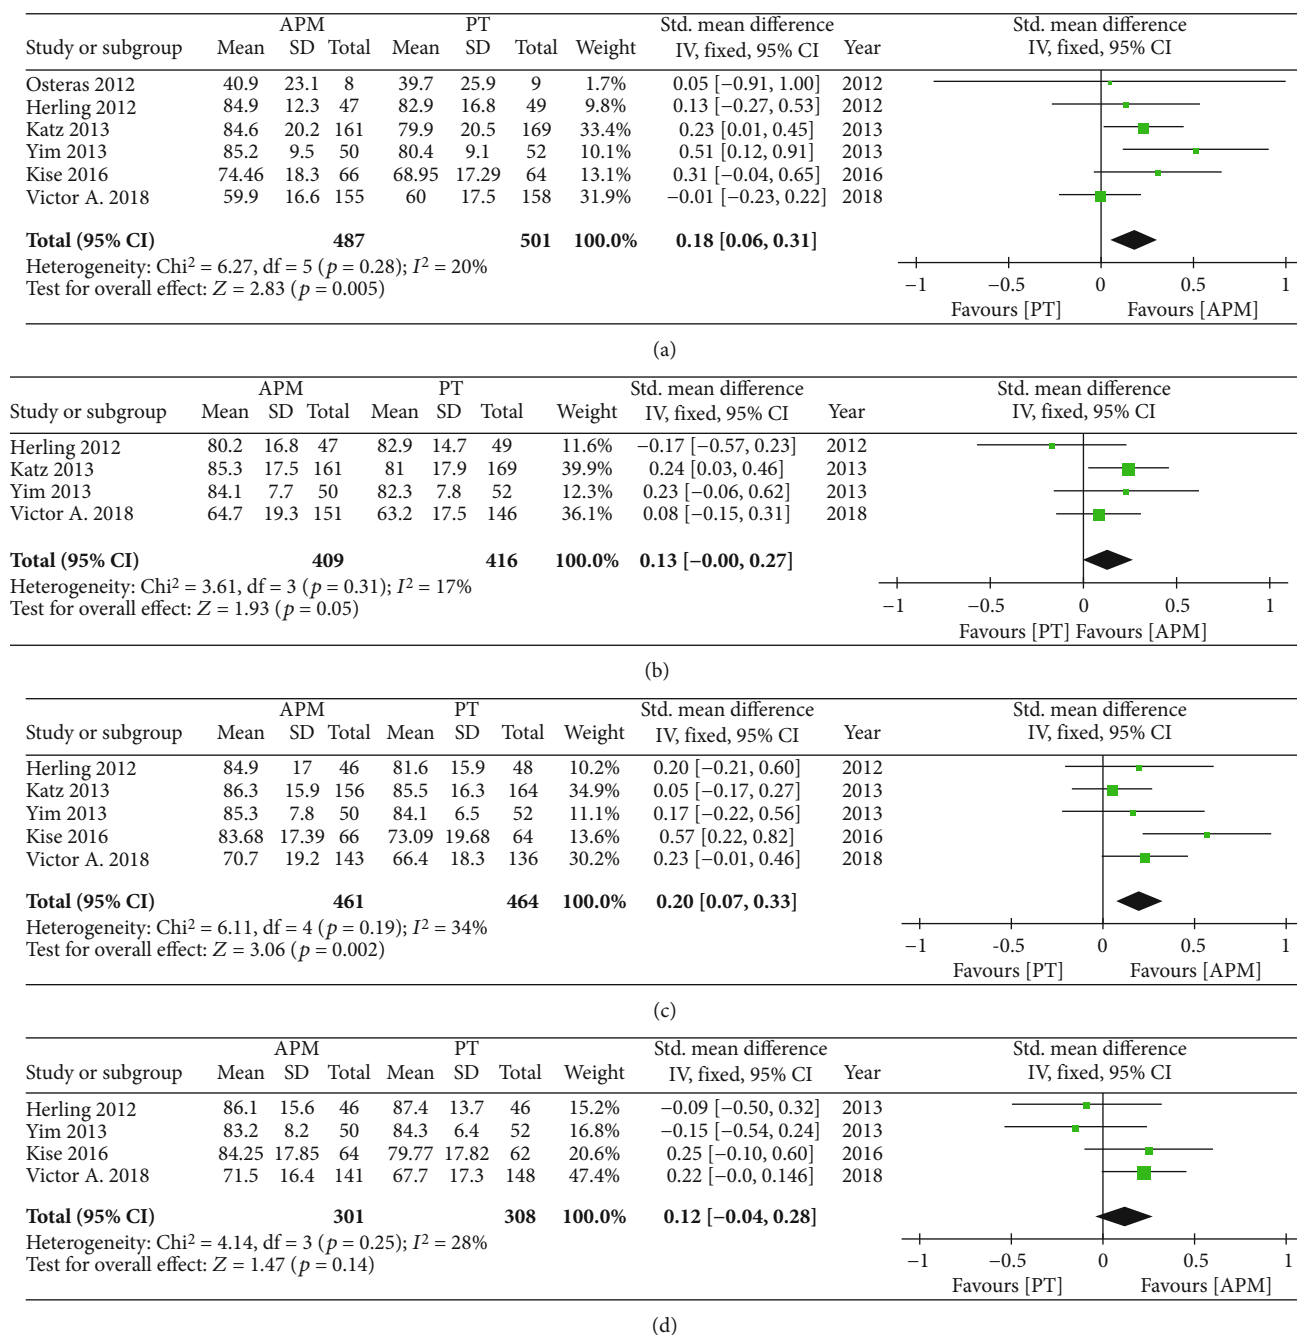 APM PT Std. mean difference Std. mean difference
Study or subgroup Mean SD Total Mean SD Total Weight IV, fixed, 95% CI Year IV, fixed, 95% CI
Osteras 2012 40.9 23.1 8 39.7 25.9 9 1.7% 0.05 [−0.91, 1.00] 2012
Herling 2012 84.9 12.3 47 82.9 16.8 49 9.8% 0.13 [−0.27, 0.53] 2012
Katz 2013 84.6 20.2 161 79.9 20.5 169 33.4% 0.23 [0.01, 0.45] 2013
Yim 2013 85.2 9.5 50 80.4 9.1 52 10.1% 0.51 [0.12, 0.91] 2013
Kise 2016 74.46 18.3 66 68.95 17.29 64 13.1% 0.31 [−0.04, 0.65] 2016
Victor A. 2018 59.9 16.6 155 60 17.5 158 31.9% −0.01 [−0.23, 0.22] 2018
Total (95% CI) 487 501 100.0% 0.18 [0.06, 0.31]
Heterogeneity: Chi² = 6.27, df = 5 (p = 0.28); I² = 20%
Test for overall effect: Z = 2.83 (p = 0.005)
−1 −0.5 0 0.5 1
Favours [PT] Favours [APM]
(a)
APM PT Std. mean difference Std. mean difference
Study or subgroup Mean SD Total Mean SD Total Weight IV, fixed, 95% CI Year IV, fixed, 95% CI
Herling 2012 80.2 16.8 47 82.9 14.7 49 11.6% −0.17 [−0.57, 0.23] 2012
Katz 2013 85.3 17.5 161 81 17.9 169 39.9% 0.24 [0.03, 0.46] 2013
Yim 2013 84.1 7.7 50 82.3 7.8 52 12.3% 0.23 [−0.06, 0.62] 2013
Victor A. 2018 64.7 19.3 151 63.2 17.5 146 36.1% 0.08 [−0.15, 0.31] 2018
Total (95% CI) 409 416 100.0% 0.13 [−0.00, 0.27]
Heterogeneity: Chi² = 3.61, df = 3 (p = 0.31); I² = 17%
Test for overall effect: Z = 1.93 (p = 0.05)
−1 −0.5 0 0.5 1
Favours [PT] Favours [APM]
(b)
APM PT Std. mean difference Std. mean difference
Study or subgroup Mean SD Total Mean SD Total Weight IV, fixed, 95% CI Year IV, fixed, 95% CI
Herling 2012 84.9 17 46 81.6 15.9 48 10.2% 0.20 [−0.21, 0.60] 2012
Katz 2013 86.3 15.9 156 85.5 16.3 164 34.9% 0.05 [−0.17, 0.27] 2013
Yim 2013 85.3 7.8 50 84.1 6.5 52 11.1% 0.17 [−0.22, 0.56] 2013
Kise 2016 83.68 17.39 66 73.09 19.68 64 13.6% 0.57 [0.22, 0.82] 2016
Victor A. 2018 70.7 19.2 143 66.4 18.3 136 30.2% 0.23 [−0.01, 0.46] 2018
Total (95% CI) 461 464 100.0% 0.20 [0.07, 0.33]
Heterogeneity: Chi² = 6.11, df = 4 (p = 0.19); I² = 34%
Test for overall effect: Z = 3.06 (p = 0.002)
−1 -0.5 0 0.5 1
Favours [PT] Favours [APM]
(c)
APM PT Std. mean difference Std. mean difference
Study or subgroup Mean SD Total Mean SD Total Weight IV, fixed, 95% CI Year IV, fixed, 95% CI
Herling 2012 86.1 15.6 46 87.4 13.7 46 15.2% −0.09 [−0.50, 0.32] 2013
Yim 2013 83.2 8.2 50 84.3 6.4 52 16.8% −0.15 [−0.54, 0.24] 2013
Kise 2016 84.25 17.85 64 79.77 17.82 62 20.6% 0.25 [−0.10, 0.60] 2016
Victor A. 2018 71.5 16.4 141 67.7 17.3 148 47.4% 0.22 [−0.0, 0.146] 2018
Total (95% CI) 301 308 100.0% 0.12 [−0.04, 0.28]
Heterogeneity: Chi² = 4.14, df = 3 (p = 0.25); I² = 28%
Test for overall effect: Z = 1.47 (p = 0.14)
−1 −0.5 0 0.5 1
Favours [PT] Favours [APM]
(d)